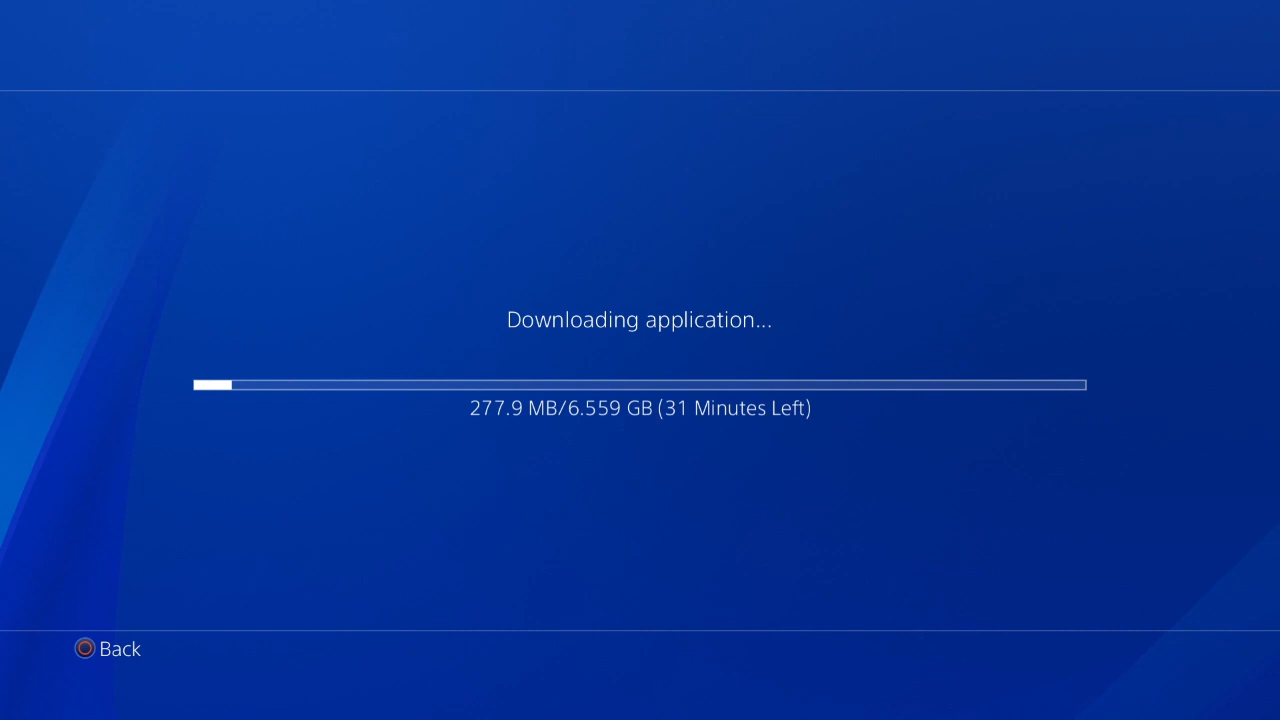 Downloading application...
277.9 MB/6.559 GB (31 Minutes Left)
Back